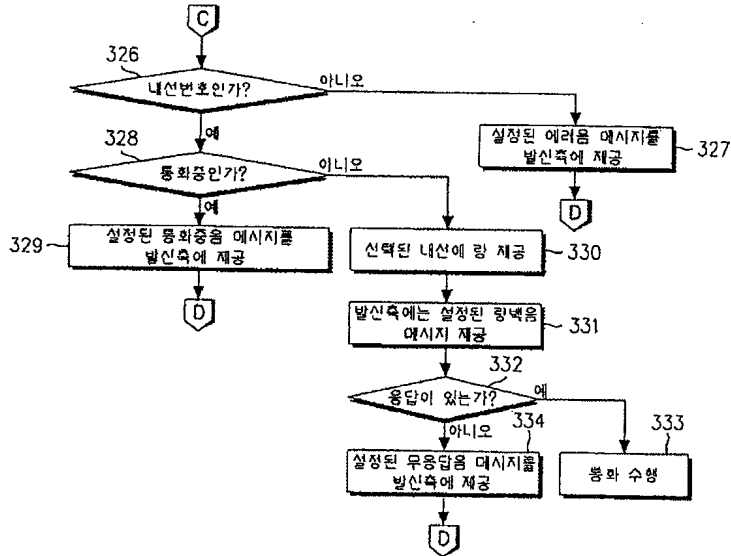 C
326
내선번호인가?
아니오
예
설정된 에러음 메시지를
발신측에 제공
327
D
328
통화중인가?
아니오
예
329
설정된 통화중음 메시지를
발신측에 제공
D
선택된 내선에 링 제공
330
발신측에는 설정된 링백음
메시지 제공
331
332
응답이 있는가?
예
아니오
334
333
설정된 무응답음 메시지를
발신측에 제공
통화 수행
D